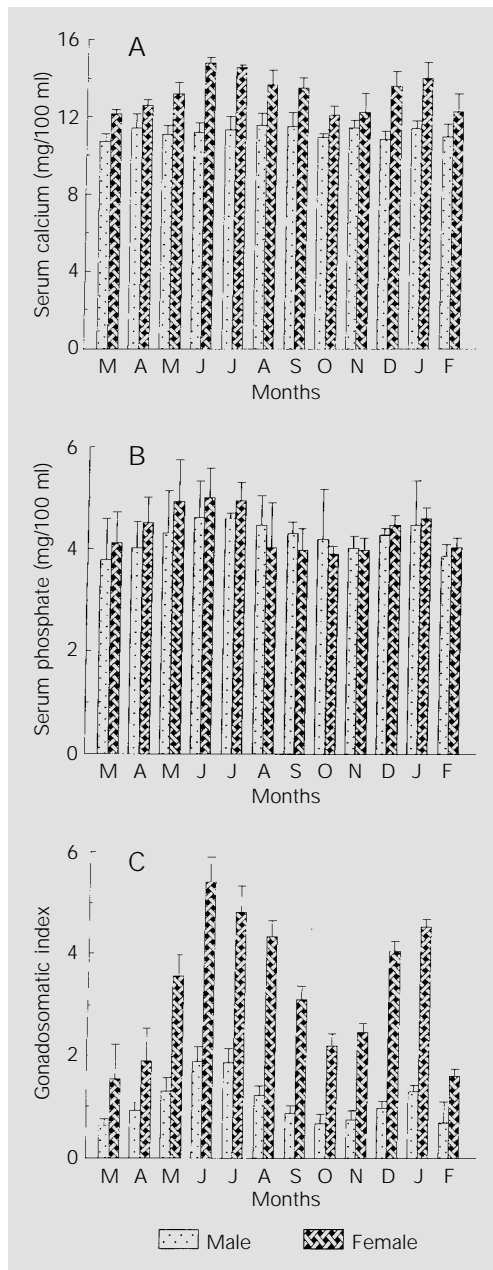 A
Serum calcium (mg/100 ml)
16
12
8
4
0
M A M J J A S O N D J F
Months
B
Serum phosphate (mg/100 ml)
6
4
2
0
M A M J J A S O N D J F
Months
C
Gonadosomatic index
6
4
2
0
M A M J J A S O N D J F
Months
Male Female